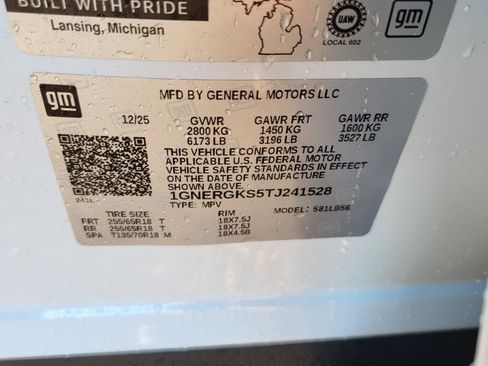 BUILT WITH PRIDE
Lansing, Michigan
UAW
LOCAL 602
gm
gm
MFD BY GENERAL MOTORS LLC
12/25 GVWR GAWR FRT GAWR RR
2800 KG 1450 KG 1600 KG
6173 LB 3196 LB 3527 LB
THIS VEHICLE CONFORMS TO ALL
APPLICABLE U.S. FEDERAL MOTOR
VEHICLE SAFETY STANDARDS IN EFFECT
ON THE DATE OF MANUFACTURE
1GNERGKS5TJ241528
TYPE: MPV MODEL: 581LB56
241L
TIRE SIZE RIM
FRT 255/65R18 T 18X7.5J
RR 255/65R18 T 18X7.5J
SPA T135/70R18 M 18X4.5B